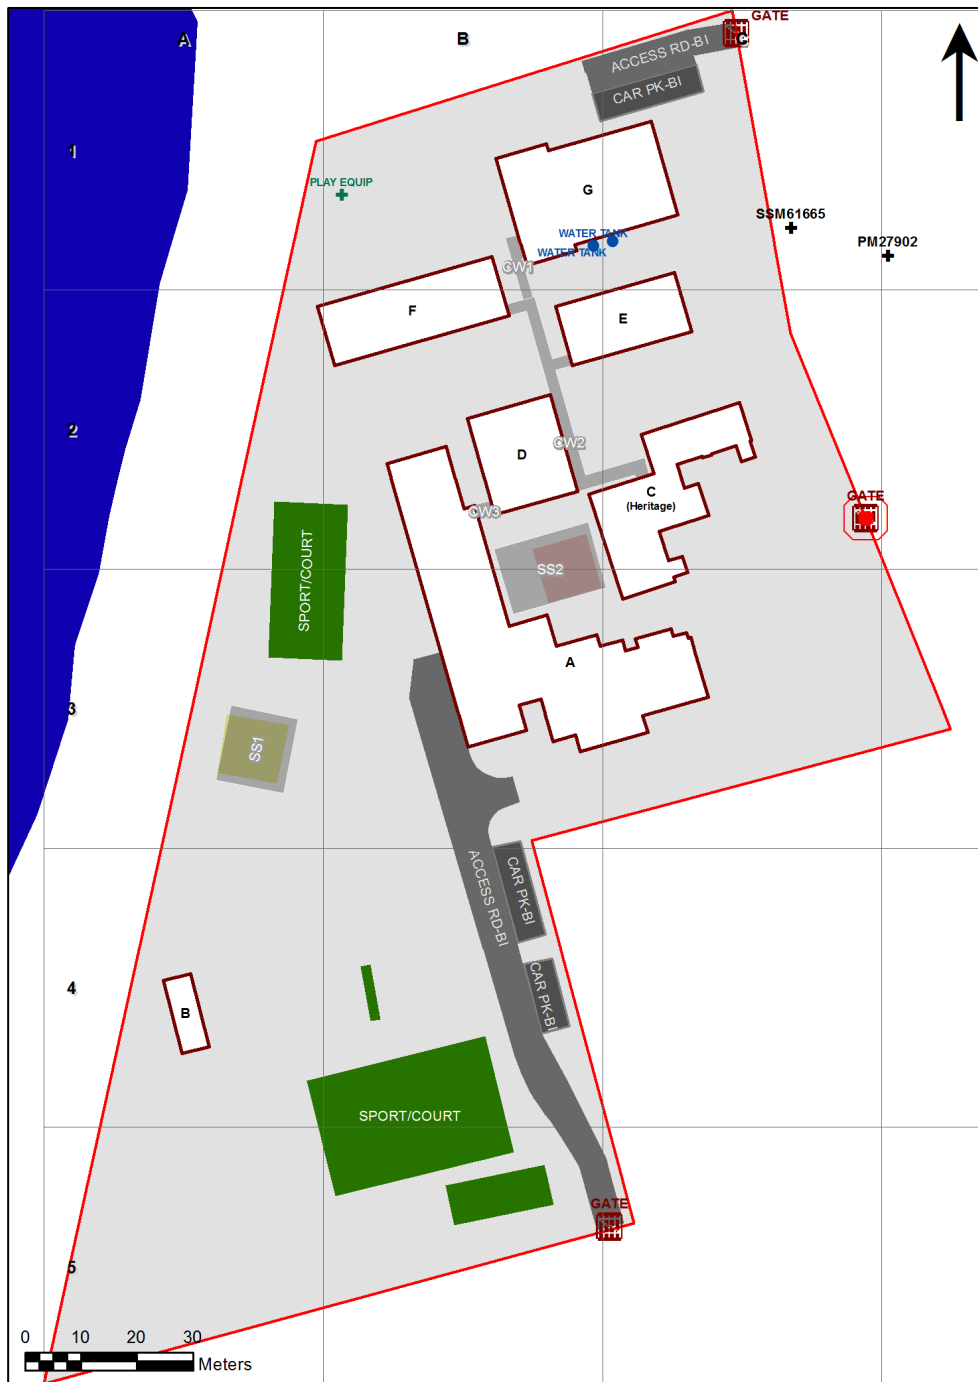 GATE
A
B
C
ACCESS RD-BI
CAR PK-BI
1
PLAY EQUIP
G
SSM61665
WATER TANK
PM27902
WATER TANK
CW1
F
E
2
CW2
D
C
(Heritage)
GATE
CW3
SPORT/COURT
SS2
A
3
SS1
ACCESS RD-BI
CAR PK-BI
CAR PK-BI
4
B
SPORT/COURT
GATE
5
0 10 20 30
Meters